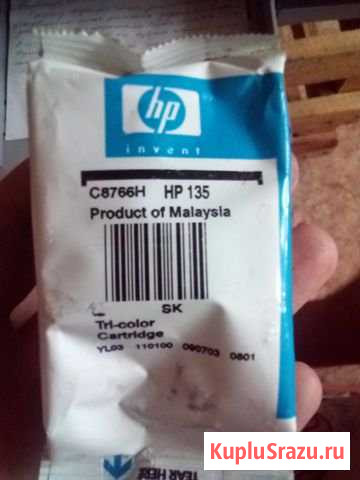 hp
invent
C8766H HP 135
Product of Malaysia
SK
Tri-color
Cartridge
YL03 110100 090703 0801
TEAR HERE
KupluSrazu.ru